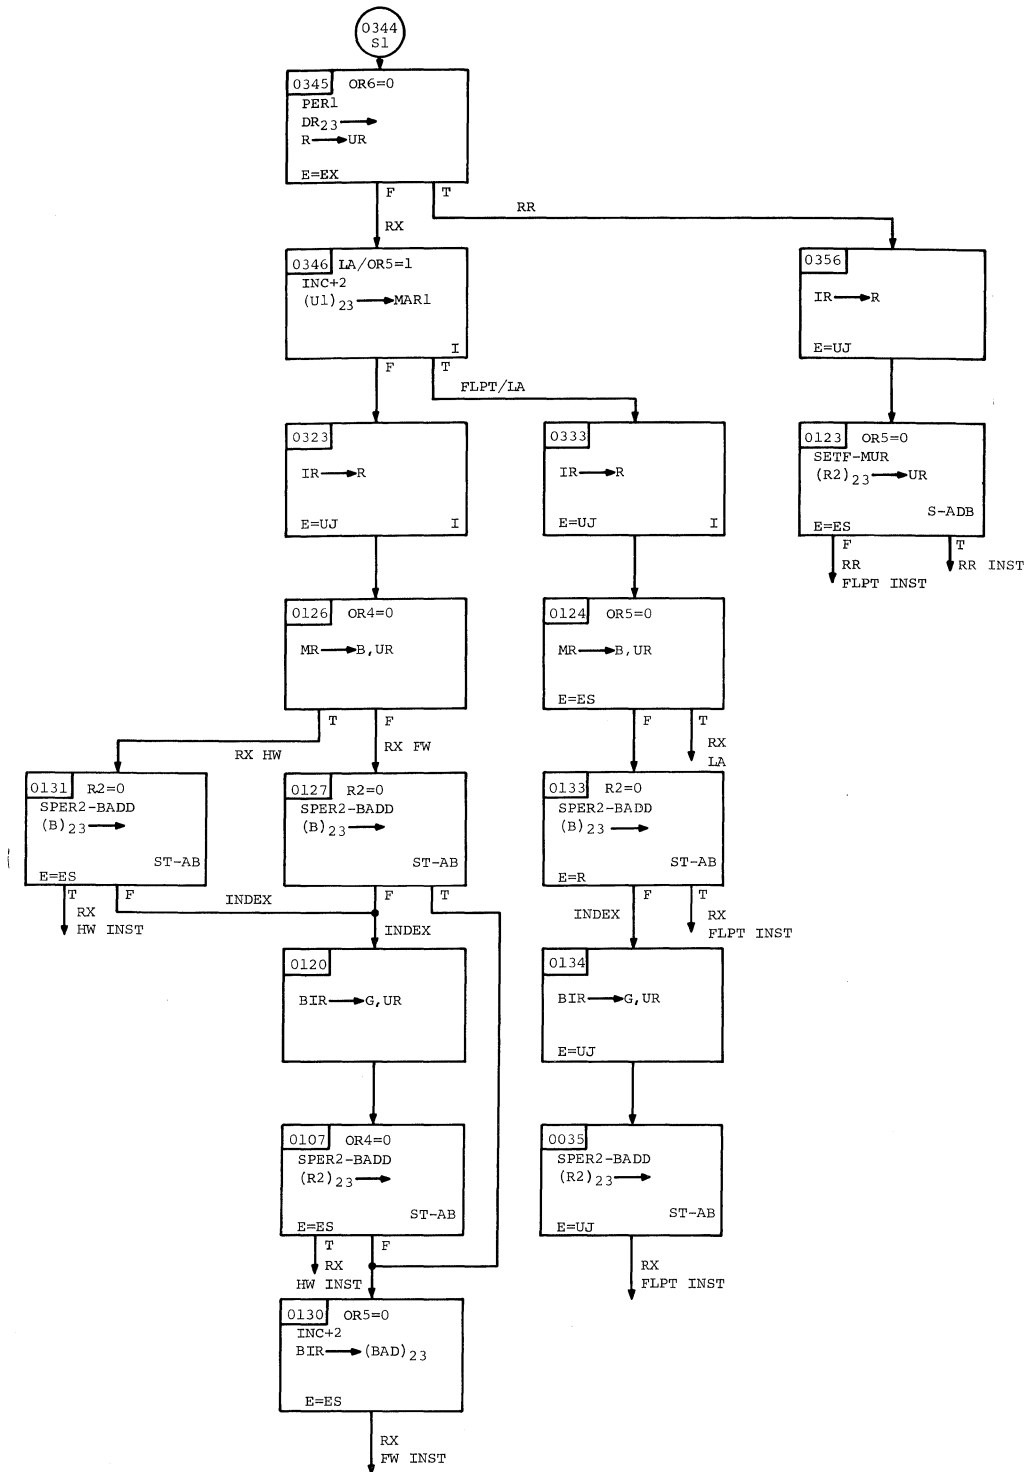 0344
S1
0345 OR6=0
PER1
DR23
R UR
E=EX
F T
RR
RX
0346 LA/OR5=1
INC+2
(U1)23 MAR1
I
F T
FLPT/LA
0356
IR R
E=UJ
0323
IR R
E=UJ I
0333
IR R
E=UJ I
0123 OR5=0
SETF-MUR
(R2)23 UR
S-ADB
E=ES
F T
RR
FLPT INST
RR INST
0126 OR4=0
MR B,UR
T F
RX HW
RX FW
0124 OR5=0
MR B,UR
E=ES
F T
RX
LA
0131 R2=0
SPER2-BADD
(B)23
ST-AB
E=ES
T F
RX
HW INST
INDEX
0127 R2=0
SPER2-BADD
(B)23
ST-AB
F T
INDEX
0133 R2=0
SPER2-BADD
(B)23
ST-AB
E=R
F T
INDEX
RX
FLPT INST
0120
BIR G,UR
0134
BIR G,UR
E=UJ
0107 OR4=0
SPER2-BADD
(R2)23
ST-AB
E=ES
T F
RX
HW INST
0035
SPER2-BADD
(R2)23
ST-AB
E=UJ
RX
FLPT INST
0130 OR5=0
INC+2
BIR (BAD)23
E=ES
RX
FW INST